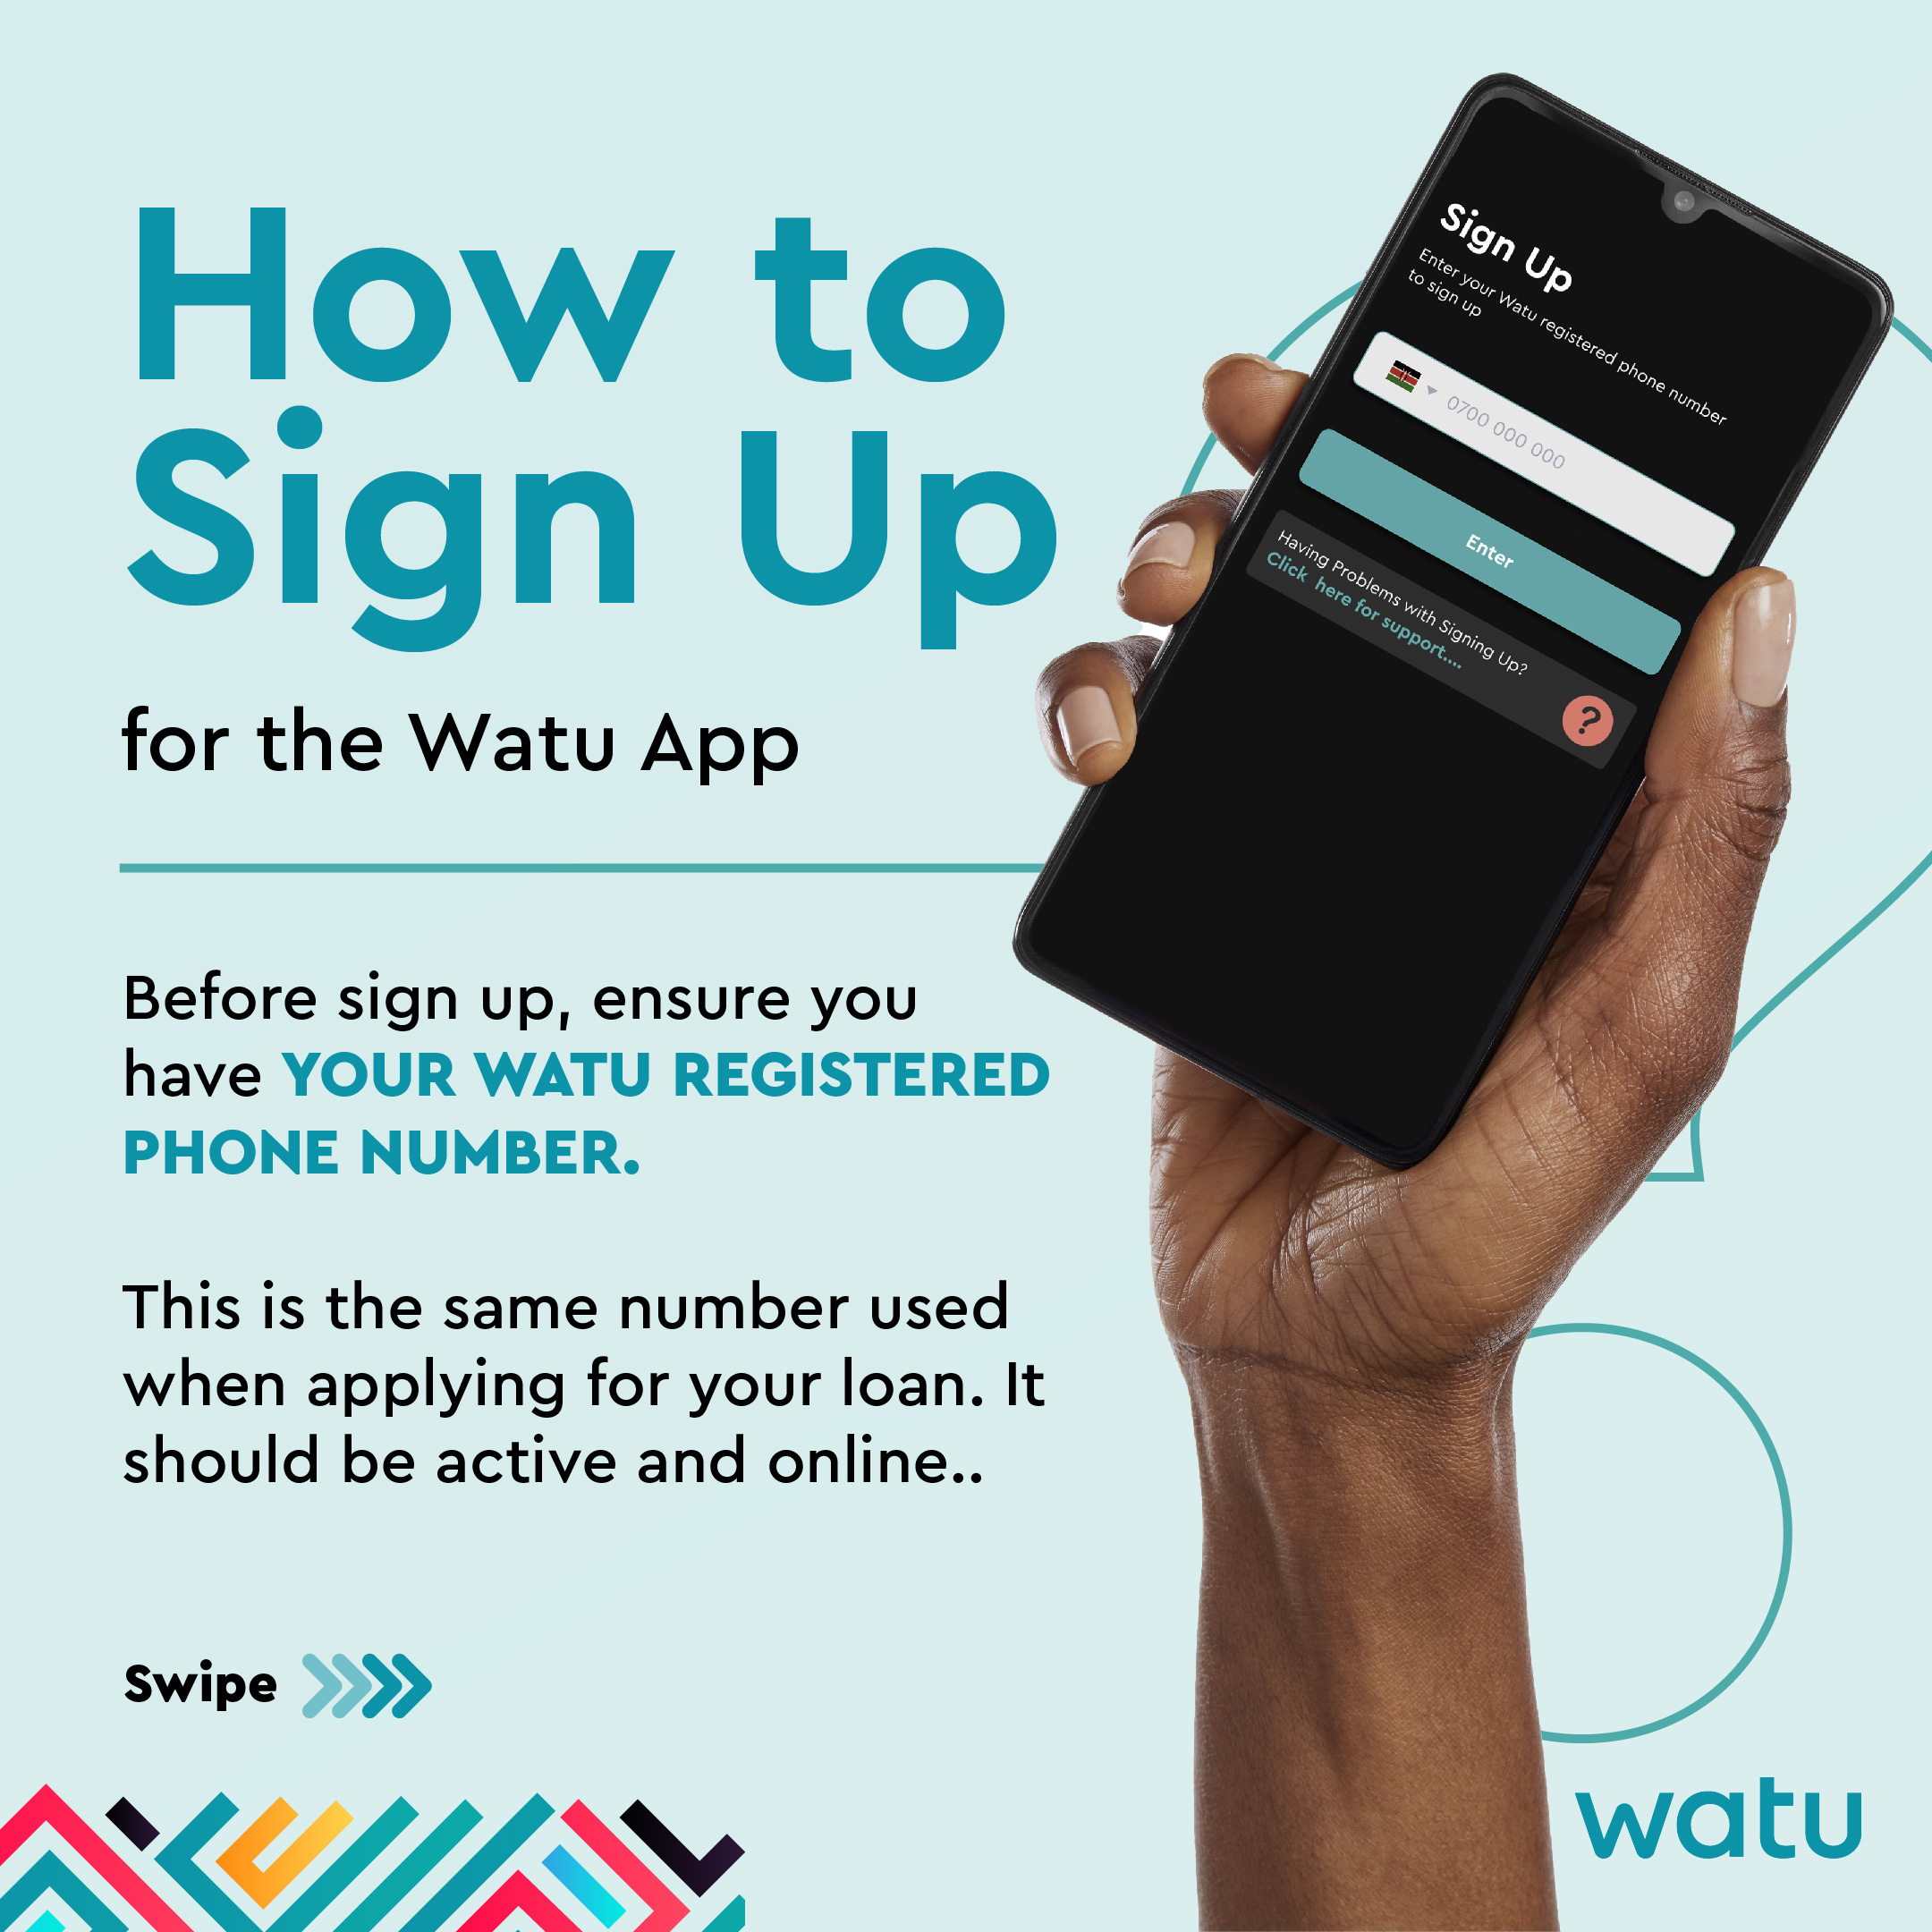 How to
Sign Up
for the Watu App
Before sign up, ensure you
have YOUR WATU REGISTERED
PHONE NUMBER.
This is the same number used
when applying for your loan. It
should be active and online..
Swipe
Sign Up
Enter your Watu registered phone number
to sign up
0700 000 000
Enter
Having Problems with Signing Up?
Click here for support....
?
watu